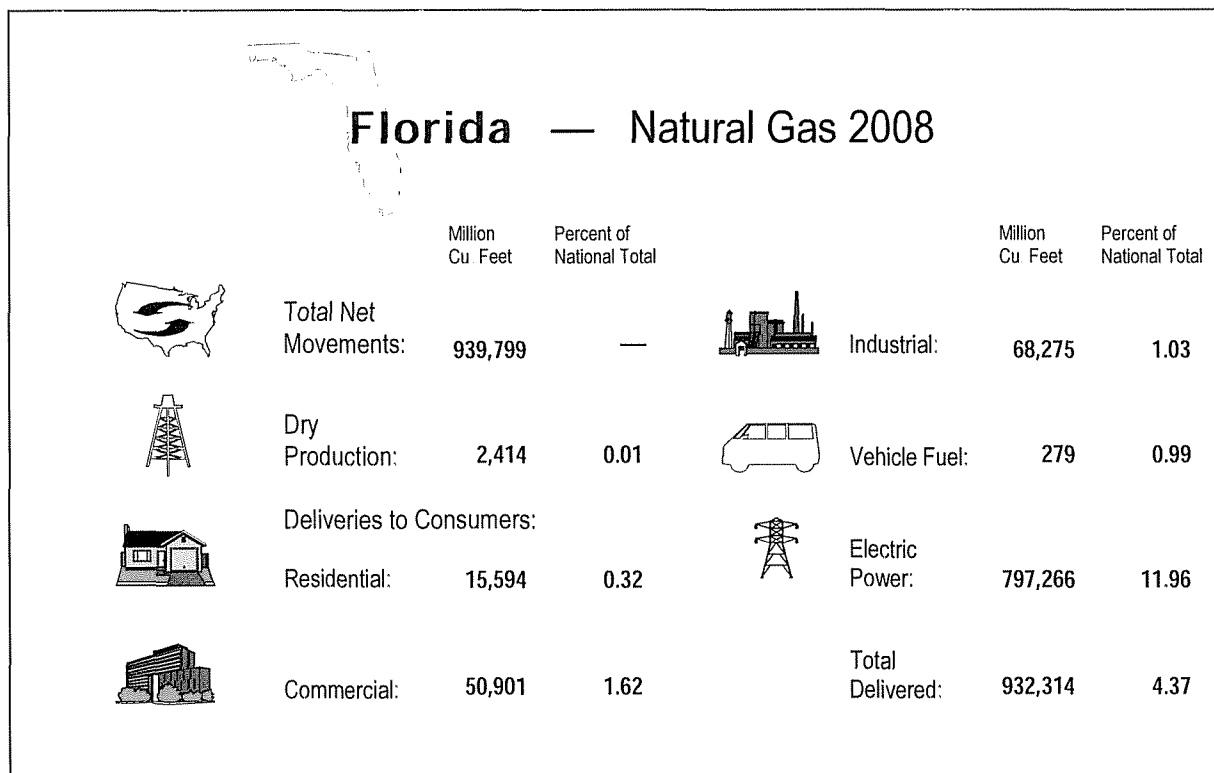 Florida — Natural Gas 2008
Million
Cu. Feet
Percent of
National Total
Total Net
Movements: 939,799 —
Dry
Production: 2,414 0.01
Deliveries to Consumers:
Residential: 15,594 0.32
Commercial: 50,901 1.62
Million
Cu. Feet
Percent of
National Total
Industrial: 68,275 1.03
Vehicle Fuel: 279 0.99
Electric
Power: 797,266 11.96
Total
Delivered: 932,314 4.37